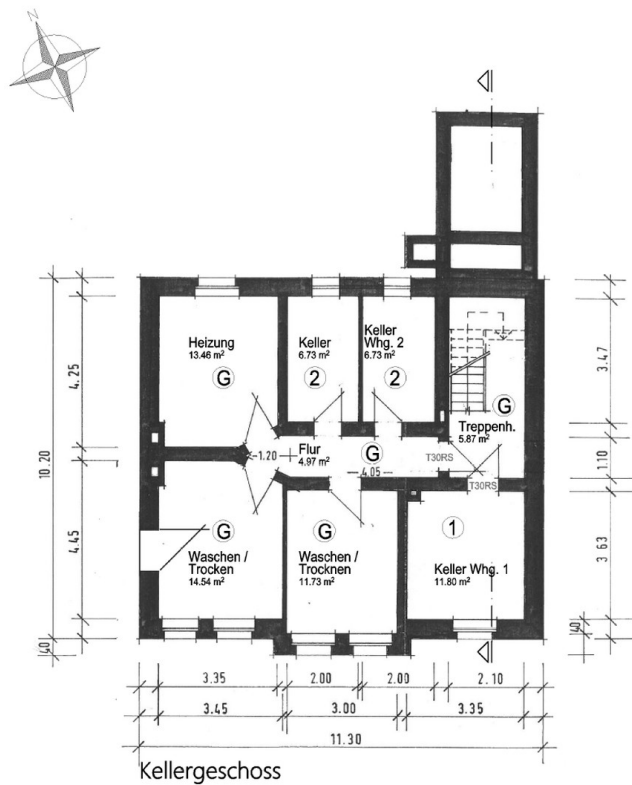 N
Heizung
13.46 m²
G
Keller
6.73 m²
2
Keller
Whg. 2
6.73 m²
2
G
Treppenh.
5.87 m²
Flur
4.97 m²
1.20
G
4.05
T30RS
T30RS
G
Waschen /
Trocken
14.54 m²
G
Waschen /
Trocknen
11.73 m²
1
Keller Whg. 1
11.80 m²
10.20
4.25
4.45
40
3.47
1.10
3 63
40
3.35
2.00
2.00
2.10
3.45
3.00
3.35
11.30
Kellergeschoss